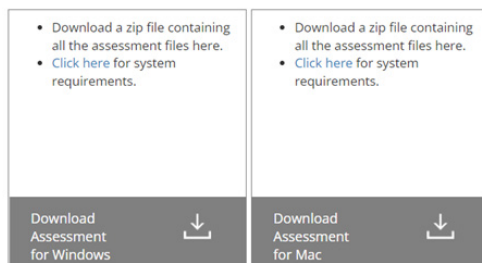 Download a zip file containing
all the assessment files here.
Click here for system
requirements.
Download
Assessment
for Windows
Download a zip file containing
all the assessment files here.
Click here for system
requirements.
Download
Assessment
for Mac